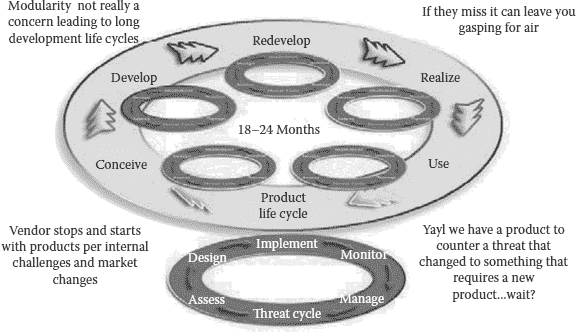 Modularity not really a
concern leading to long
development life cycles
If they miss it can leave you
gasping for air
Redevelop
Develop
Realize
18–24 Months
Conceive
Use
Product
life cycle
Vendor stops and starts
with products per internal
challenges and market
changes
Yayl we have a product to
counter a threat that
changed to something that
requires a new
product...wait?
Implement
Design
Monitor
Assess
Manage
Threat cycle